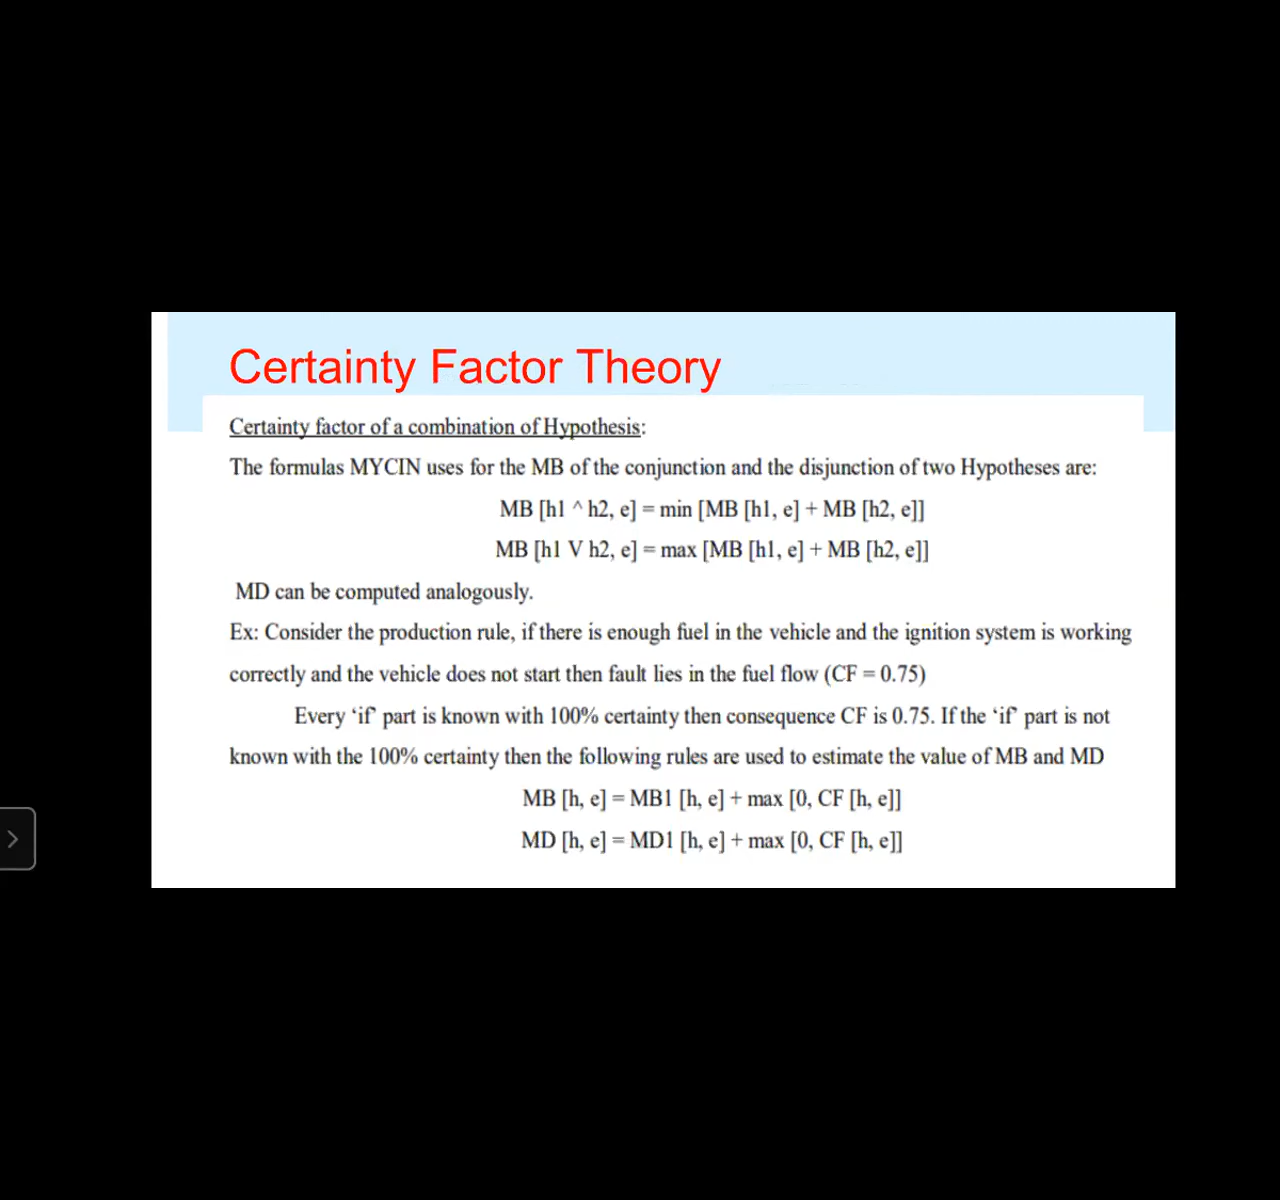 Certainty Factor Theory
Certainty factor of a combination of Hypothesis:
The formulas MYCIN uses for the MB of the conjunction and the disjunction of two Hypotheses are:
MB [h1 ^ h2, e] = min [MB [h1, e] + MB [h2, e]]
MB [h1 V h2, e] = max [MB [h1, e] + MB [h2, e]]
MD can be computed analogously.
Ex: Consider the production rule, if there is enough fuel in the vehicle and the ignition system is working
correctly and the vehicle does not start then fault lies in the fuel flow (CF = 0.75)
Every ‘if’ part is known with 100% certainty then consequence CF is 0.75. If the ‘if’ part is not
known with the 100% certainty then the following rules are used to estimate the value of MB and MD
MB [h, e] = MB1 [h, e] + max [0, CF [h, e]]
MD [h, e] = MD1 [h, e] + max [0, CF [h, e]]